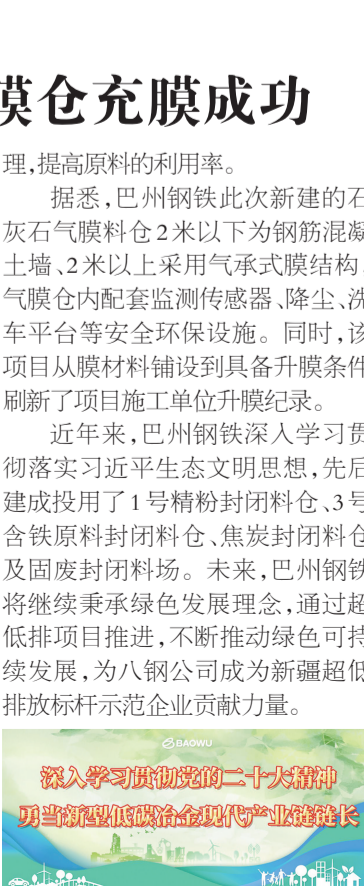 膜仓充膜成功
理,提高原料的利用率。
据悉,巴州钢铁此次新建的石
灰石气膜料仓2米以下为钢筋混凝
土墙、2米以上采用气承式膜结构,
气膜仓内配套监测传感器、降尘、洗
车平台等安全环保设施。同时,该
项目从膜材料铺设到具备升膜条件
刷新了项目施工单位升膜纪录。
近年来,巴州钢铁深入学习贯
彻落实习近平生态文明思想,先后
建成投用了1号精粉封闭料仓、3号
含铁原料封闭料仓、焦炭封闭料仓
及固废封闭料场。未来,巴州钢铁
将继续秉承绿色发展理念,通过超
低排项目推进,不断推动绿色可持
续发展,为八钢公司成为新疆超低
排放标杆示范企业贡献力量。
BAOWU
深入学习贯彻党的二十大精神
勇当新型低碳冶金现代产业链链长